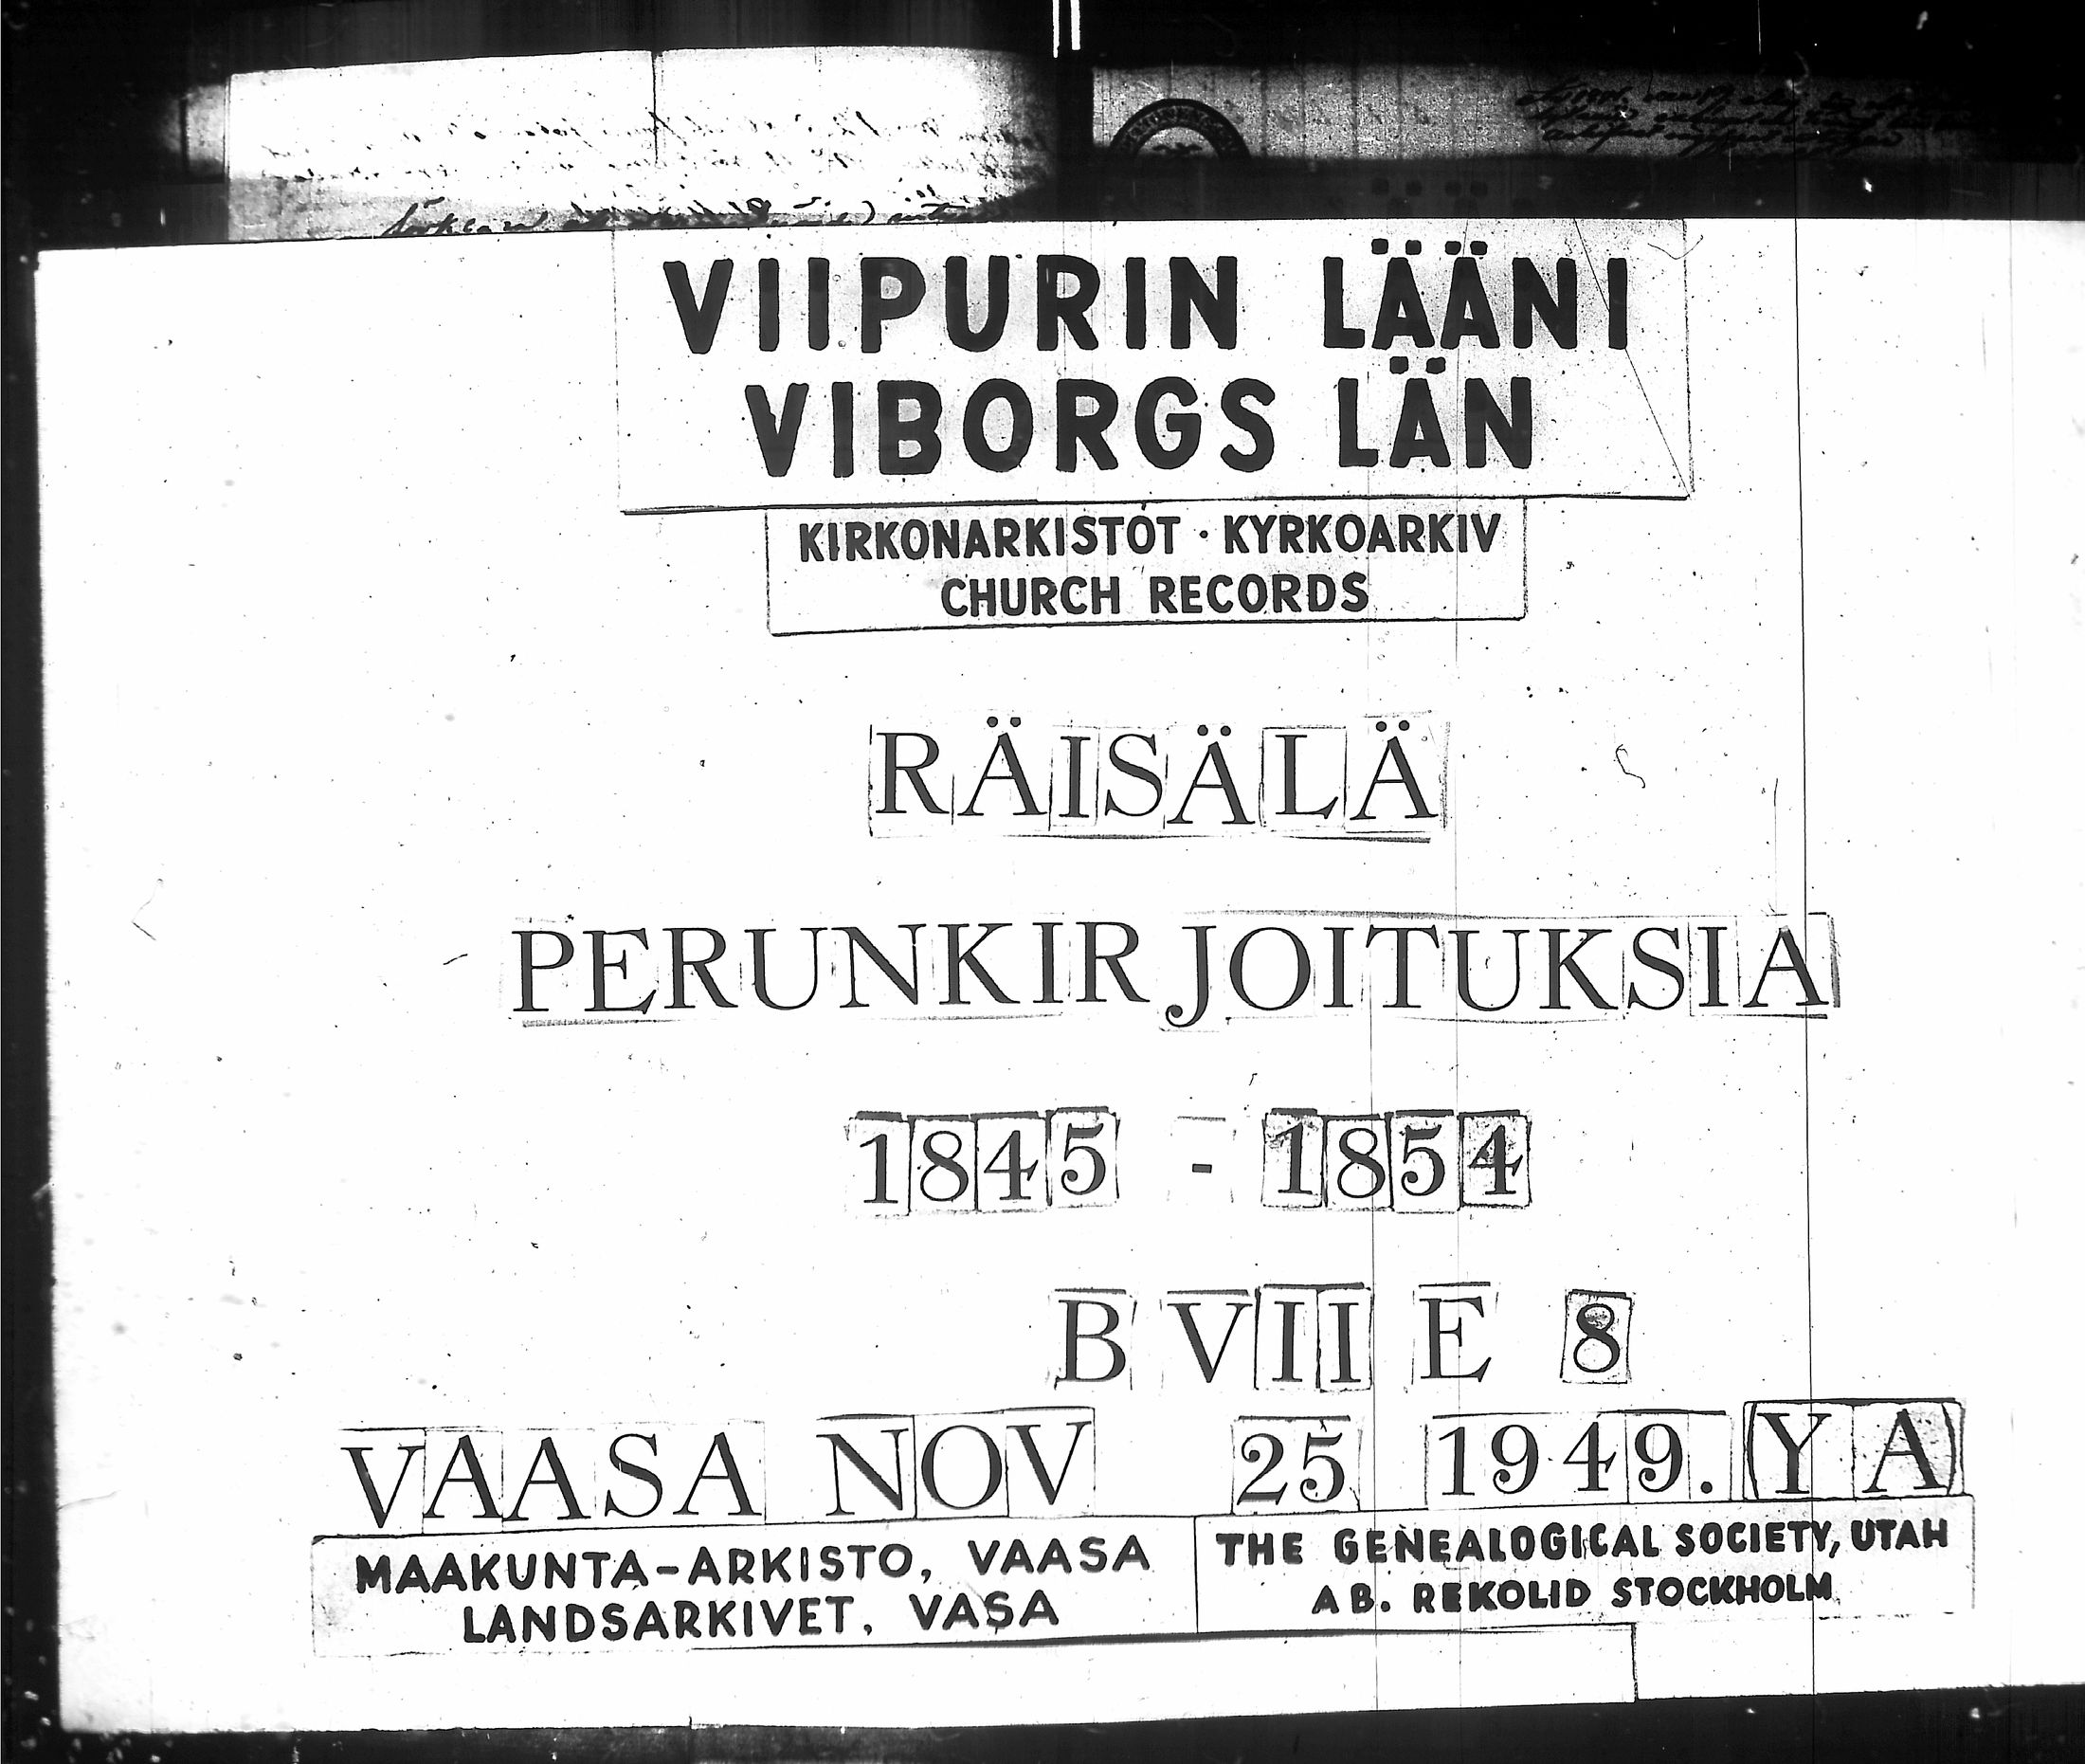 VIIPURIN LÄÄNI
VIBORGS LÄN
KIRKONARKISTOT · KYRKOARKIV
CHURCH RECORDS
RÄISÄLÄ
PERUNKIRJOITUKSIA
1845 - 1854
B VII E 8
VAASA NOV 25 1949. (Y A)
MAAKUNTA-ARKISTO, VAASA
LANDSARKIVET, VASA
THE GENEALOGICAL SOCIETY, UTAH
AB. REKOLID STOCKHOLM